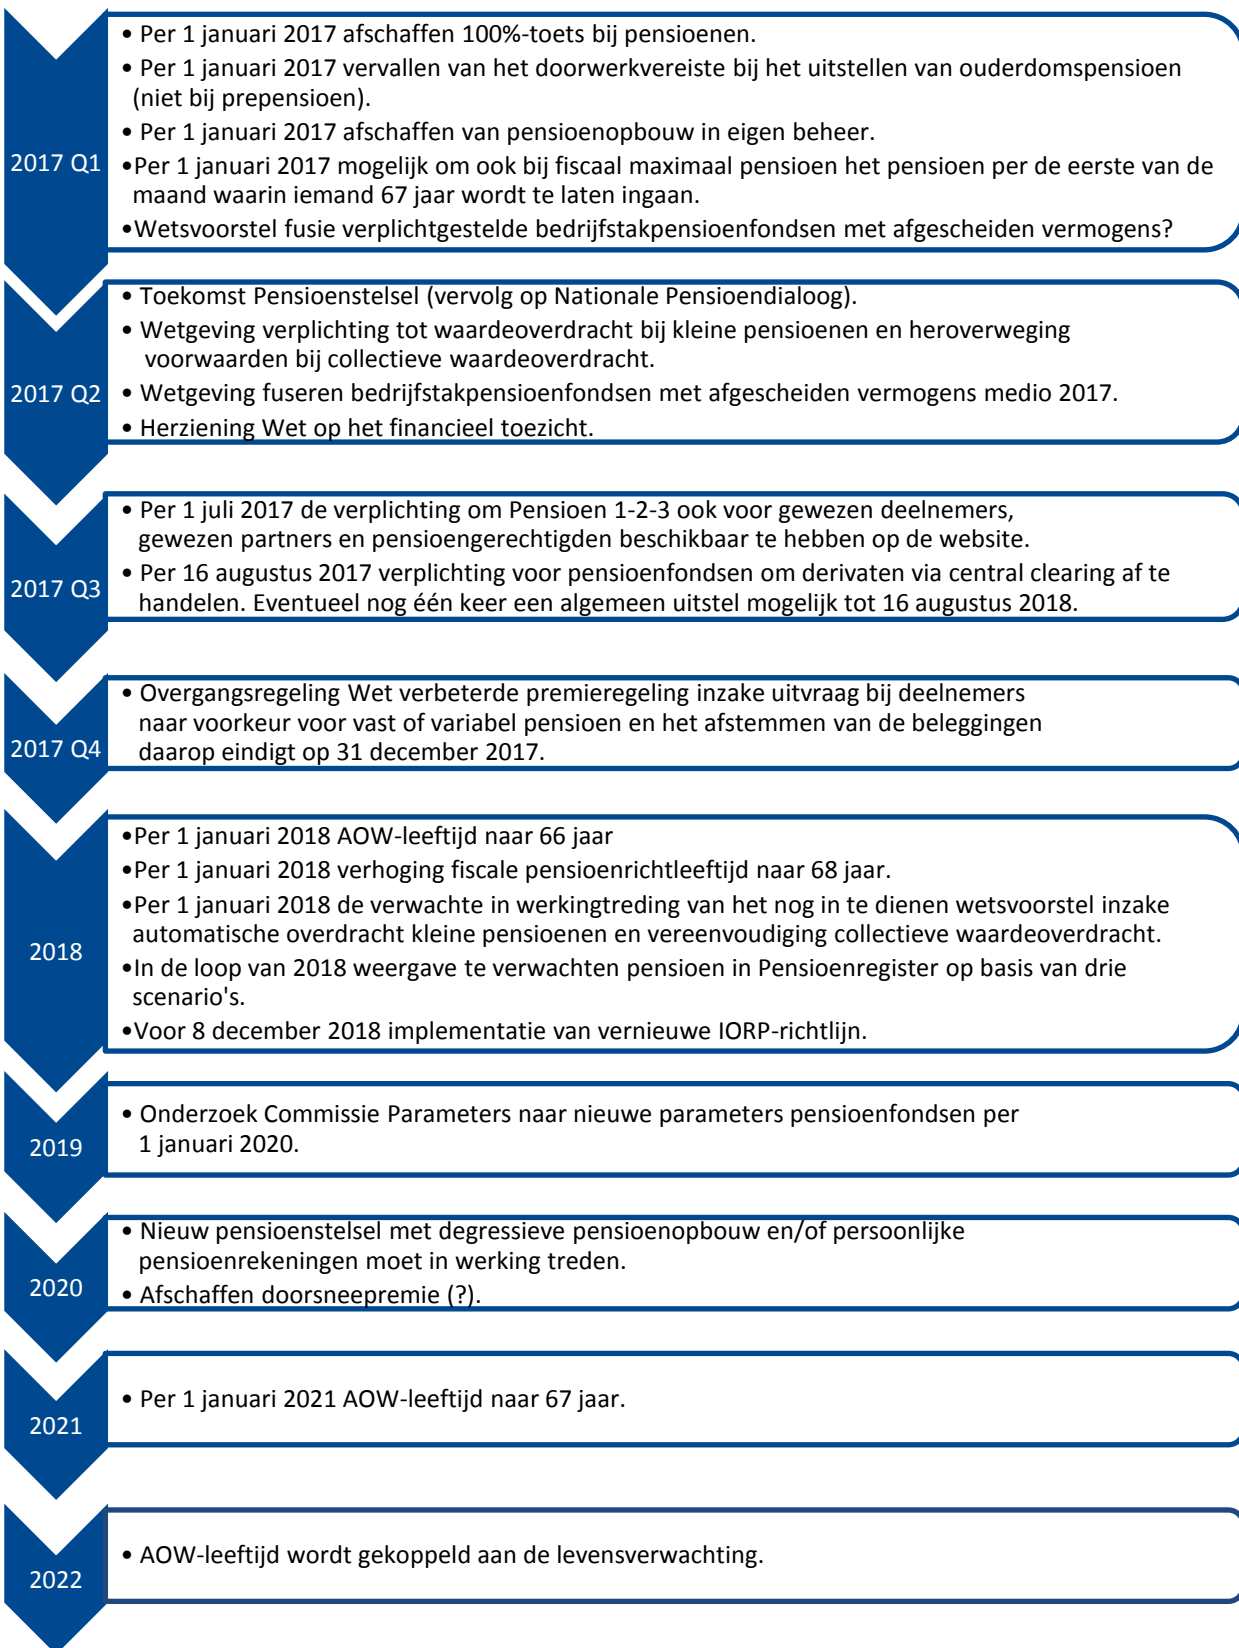 2017 Q1
• Per 1 januari 2017 afschaffen 100%-toets bij pensioenen.
• Per 1 januari 2017 vervallen van het doorwerkvereiste bij het uitstellen van ouderdomspensioen
(niet bij prepensioen).
• Per 1 januari 2017 afschaffen van pensioenopbouw in eigen beheer.
•Per 1 januari 2017 mogelijk om ook bij fiscaal maximaal pensioen het pensioen per de eerste van de
maand waarin iemand 67 jaar wordt te laten ingaan.
•Wetsvoorstel fusie verplichtgestelde bedrijfstakpensioenfondsen met afgescheiden vermogens?
2017 Q2
• Toekomst Pensioenstelsel (vervolg op Nationale Pensioendialoog).
• Wetgeving verplichting tot waardeoverdracht bij kleine pensioenen en heroverweging
voorwaarden bij collectieve waardeoverdracht.
• Wetgeving fuseren bedrijfstakpensioenfondsen met afgescheiden vermogens medio 2017.
• Herziening Wet op het financieel toezicht.
2017 Q3
• Per 1 juli 2017 de verplichting om Pensioen 1-2-3 ook voor gewezen deelnemers,
gewezen partners en pensioengerechtigden beschikbaar te hebben op de website.
• Per 16 augustus 2017 verplichting voor pensioenfondsen om derivaten via central clearing af te
handelen. Eventueel nog één keer een algemeen uitstel mogelijk tot 16 augustus 2018.
2017 Q4
• Overgangsregeling Wet verbeterde premieregeling inzake uitvraag bij deelnemers
naar voorkeur voor vast of variabel pensioen en het afstemmen van de beleggingen
daarop eindigt op 31 december 2017.
2018
•Per 1 januari 2018 AOW-leeftijd naar 66 jaar
•Per 1 januari 2018 verhoging fiscale pensioenrichtleeftijd naar 68 jaar.
•Per 1 januari 2018 de verwachte in werkingtreding van het nog in te dienen wetsvoorstel inzake
automatische overdracht kleine pensioenen en vereenvoudiging collectieve waardeoverdracht.
•In de loop van 2018 weergave te verwachten pensioen in Pensioenregister op basis van drie
scenario's.
•Voor 8 december 2018 implementatie van vernieuwe IORP-richtlijn.
2019
• Onderzoek Commissie Parameters naar nieuwe parameters pensioenfondsen per
1 januari 2020.
2020
• Nieuw pensioenstelsel met degressieve pensioenopbouw en/of persoonlijke
pensioenrekeningen moet in werking treden.
• Afschaffen doorsneepremie (?).
2021
• Per 1 januari 2021 AOW-leeftijd naar 67 jaar.
2022
• AOW-leeftijd wordt gekoppeld aan de levensverwachting.